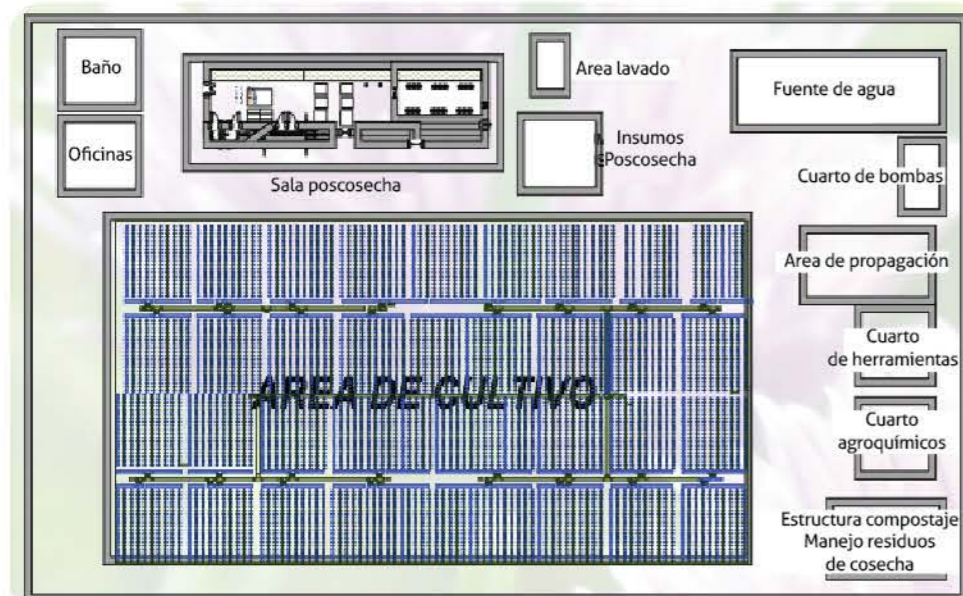 Baño
Oficinas
Sala poscosecha
Area lavado
Insumos
Poscosecha
Fuente de agua
Cuarto de bombas
Area de propagación
Cuarto
de herramientas
Cuarto
agroquímicos
Estructura compostaje
Manejo residuos
de cosecha
AREA DE CULTIVO